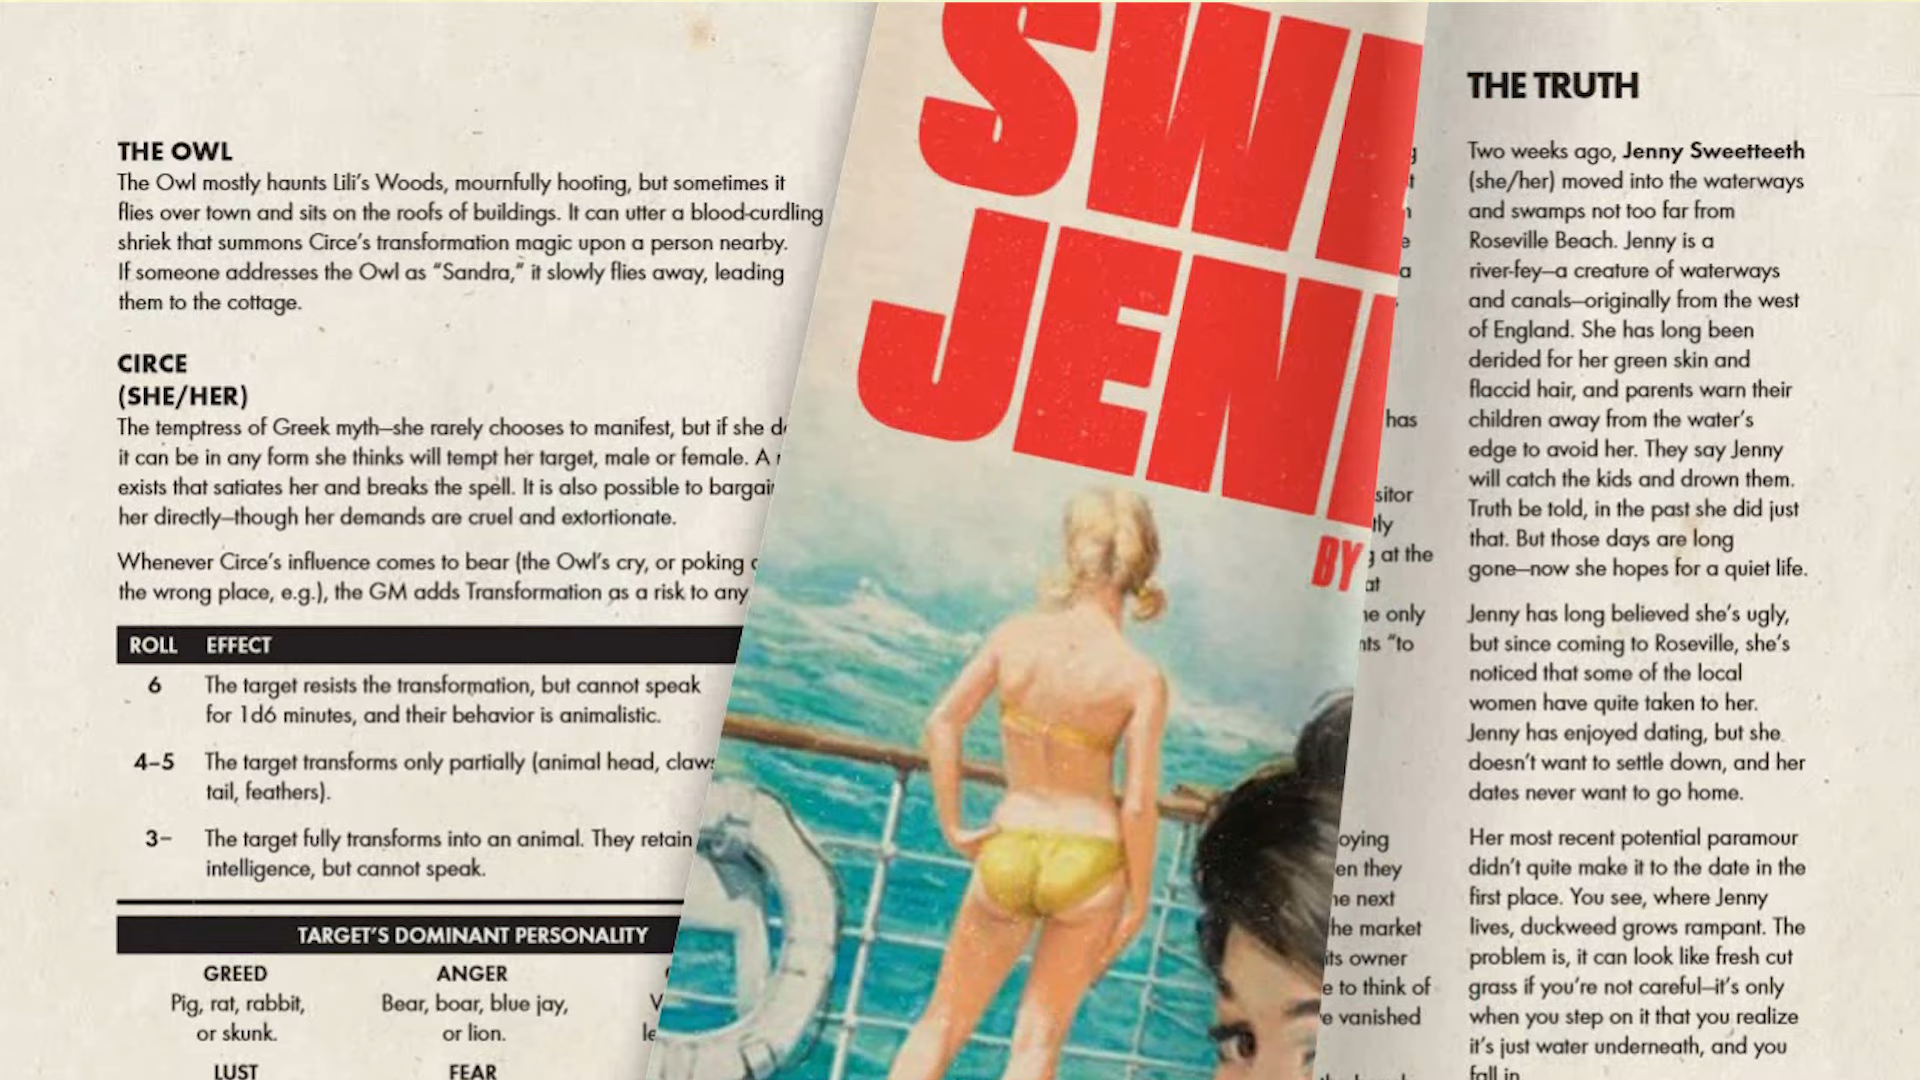 THE OWL
The Owl mostly haunts Lili's Woods, mournfully hooting, but sometimes it
flies over town and sits on the roofs of buildings. It can utter a blood-curdling
shriek that summons Circe's transformation magic upon a person nearby.
If someone addresses the Owl as “Sandra,” it slowly flies away, leading
them to the cottage.
CIRCE
(SHE/HER)
The temptress of Greek myth—she rarely chooses to manifest, but if she
it can be in any form she thinks will tempt her target, male or female. A
exists that satiates her and breaks the spell. It is also possible to
her directly—though her demands are cruel and extortionate.
Whenever Circe's influence comes to bear (the Owl's cry, or poking
the wrong place, e.g.), the GM adds Transformation as a risk to any
ROLL EFFECT
6 The target resists the transformation, but cannot speak
for 1d6 minutes, and their behavior is animalistic.
4–5 The target transforms only partially (animal head,
tail, feathers).
3– The target fully transforms into an animal. They retain
intelligence, but cannot speak.
TARGET'S DOMINANT PERSONALITY
GREED ANGER
Pig, rat, rabbit, Bear, boar, blue jay,
or skunk. or lion.
LUST FEAR
SWI
JEN
BY
has
at the
only
“to
they
next
market
its owner
to think of
vanished
THE TRUTH
Two weeks ago, Jenny Sweetteeth
(she/her) moved into the waterways
and swamps not too far from
Roseville Beach. Jenny is a
river-fey—a creature of waterways
and canals—originally from the west
of England. She has long been
derided for her green skin and
flaccid hair, and parents warn their
children away from the water's
edge to avoid her. They say Jenny
will catch the kids and drown them.
Truth be told, in the past she did just
that. But those days are long
gone—now she hopes for a quiet life.
Jenny has long believed she's ugly,
but since coming to Roseville, she's
noticed that some of the local
women have quite taken to her.
Jenny has enjoyed dating, but she
doesn't want to settle down, and her
dates never want to go home.
Her most recent potential paramour
didn't quite make it to the date in the
first place. You see, where Jenny
lives, duckweed grows rampant. The
problem is, it can look like fresh cut
grass if you're not careful—it's only
when you step on it that you realize
it's just water underneath, and you
fall in